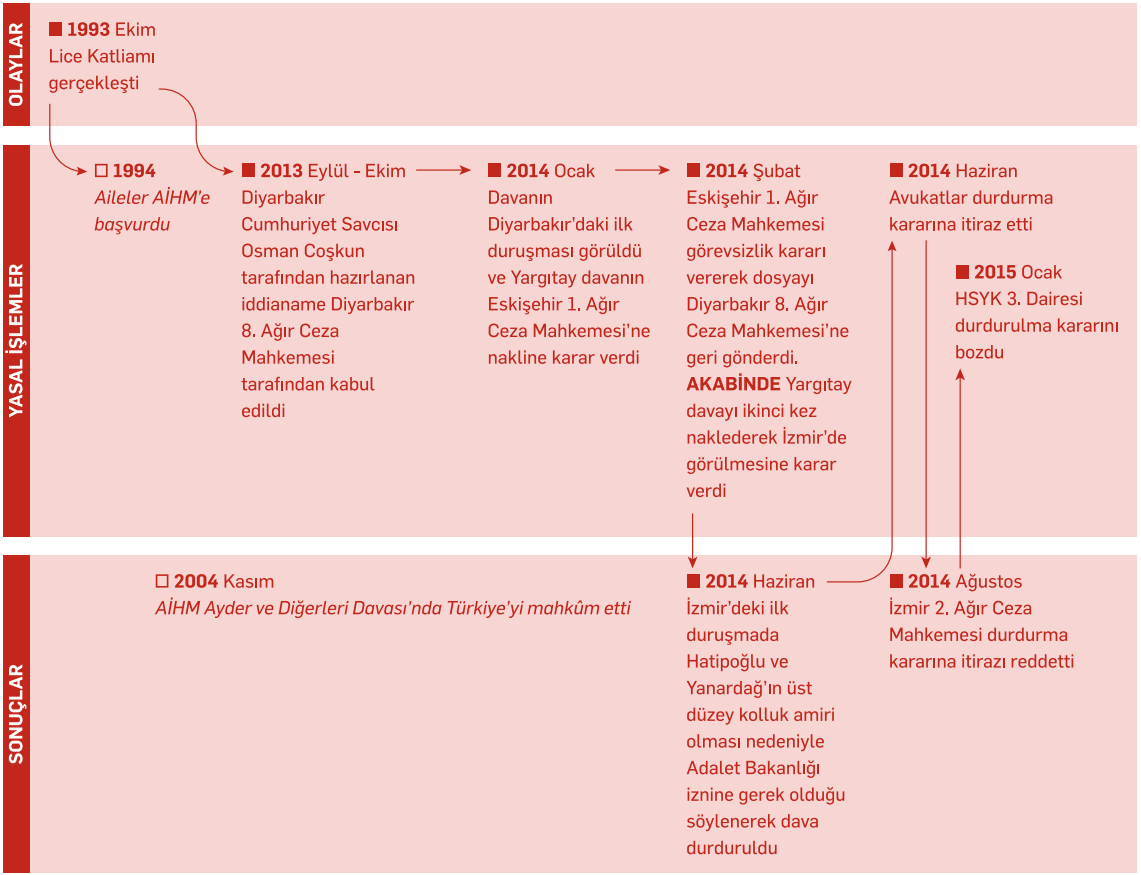 OLAYLAR
■ 1993 Ekim
Lice Katliamı
gerçekleşti
YASAL İŞLEMLER
□ 1994
Aileler AİHM'e
başvurdu
■ 2013 Eylül - Ekim
Diyarbakır
Cumhuriyet Savcısı
Osman Coşkun
tarafından hazırlanan
iddianame Diyarbakır
8. Ağır Ceza
Mahkemesi
tarafından kabul
edildi
■ 2014 Ocak
Davanın
Diyarbakır'daki ilk
duruşması görüldü
ve Yargıtay davanın
Eskişehir 1. Ağır
Ceza Mahkemesi'ne
nakline karar verdi
■ 2014 Şubat
Eskişehir 1. Ağır
Ceza Mahkemesi
görevsizlik kararı
vererek dosyayı
Diyarbakır 8. Ağır
Ceza Mahkemesi'ne
geri gönderdi.
AKABİNDE Yargıtay
davayı ikinci kez
naklederek İzmir'de
görülmesine karar
verdi
■ 2014 Haziran
Avukatlar durdurma
kararına itiraz etti
■ 2015 Ocak
HSYK 3. Dairesi
durdurulma kararını
bozdu
SONUÇLAR
□ 2004 Kasım
AİHM Ayder ve Diğerleri Davası'nda Türkiye'yi mahkûm etti
■ 2014 Haziran
İzmir'deki ilk
duruşmada
Hatipoğlu ve
Yanardağ'ın üst
düzey kolluk amiri
olması nedeniyle
Adalet Bakanlığı
iznine gerek olduğu
söylenerek dava
durduruldu
■ 2014 Ağustos
İzmir 2. Ağır Ceza
Mahkemesi durdurma
kararına itirazı reddetti